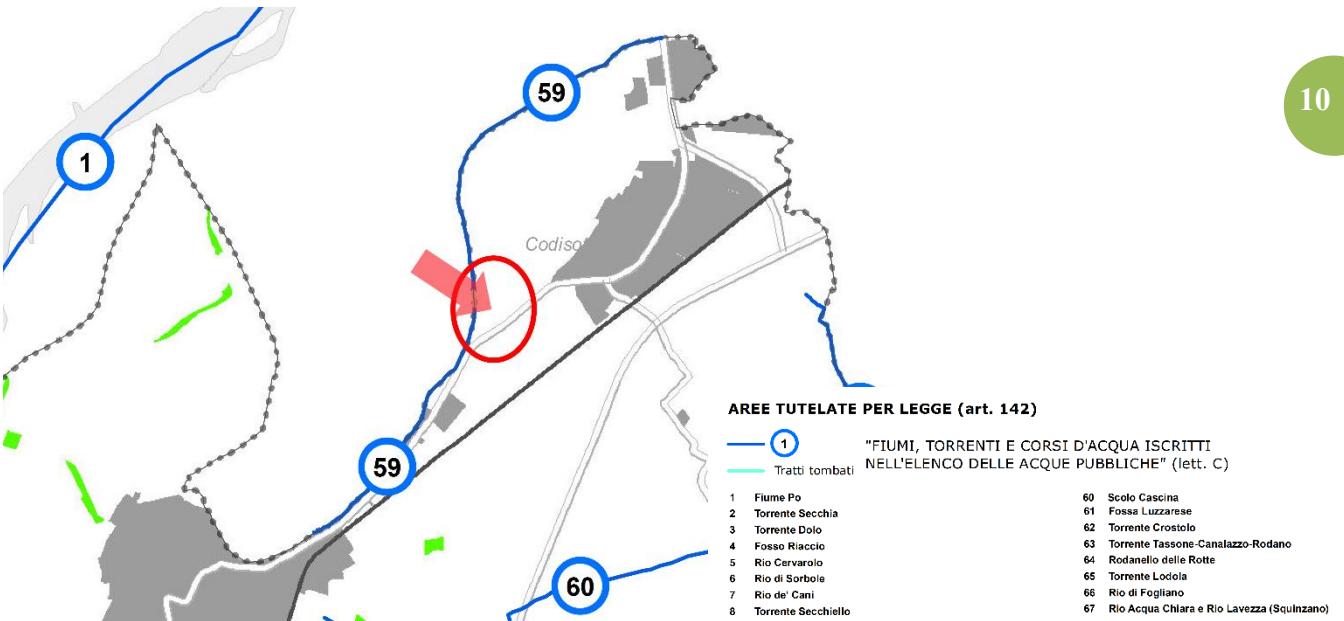 10
59
1
Codiso
59
60
AREE TUTELATE PER LEGGE (art. 142)
1
"FIUMI, TORRENTI E CORSI D'ACQUA ISCRITTI
NELL'ELENCO DELLE ACQUE PUBBLICHE" (lett. C)
Tratti tombati
1 Fiume Po
2 Torrente Secchia
3 Torrente Dolo
4 Fosso Riaccio
5 Rio Cervarolo
6 Rio di Sorbole
7 Rio de' Cani
8 Torrente Secchiello
60 Scolo Cascina
61 Fossa Luzzarese
62 Torrente Crostolo
63 Torrente Tassone-Canalazzo-Rodano
64 Rodanello delle Rotte
65 Torrente Lodola
66 Rio di Fogliano
67 Rio Acqua Chiara e Rio Lavezza (Squinzano)